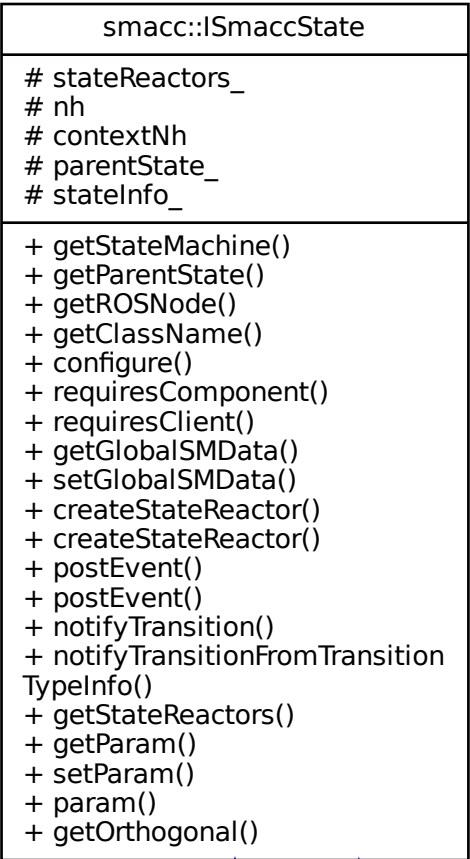 smacc::ISmaccState
# stateReactors_
# nh
# contextNh
# parentState_
# stateInfo_
+ getStateMachine()
+ getParentState()
+ getROSNode()
+ getClassName()
+ configure()
+ requiresComponent()
+ requiresClient()
+ getGlobalSMData()
+ setGlobalSMData()
+ createStateReactor()
+ createStateReactor()
+ postEvent()
+ postEvent()
+ notifyTransition()
+ notifyTransitionFromTransition
TypeInfo()
+ getStateReactors()
+ getParam()
+ setParam()
+ param()
+ getOrthogonal()